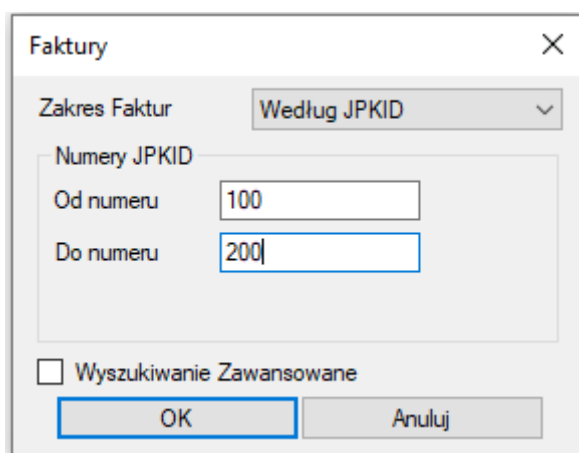 Faktury
Zakres Faktur Według JPKID
Numery JPKID
Od numeru 100
Do numeru 200
Wyszukiwanie Zawansowane
OK Anuluj